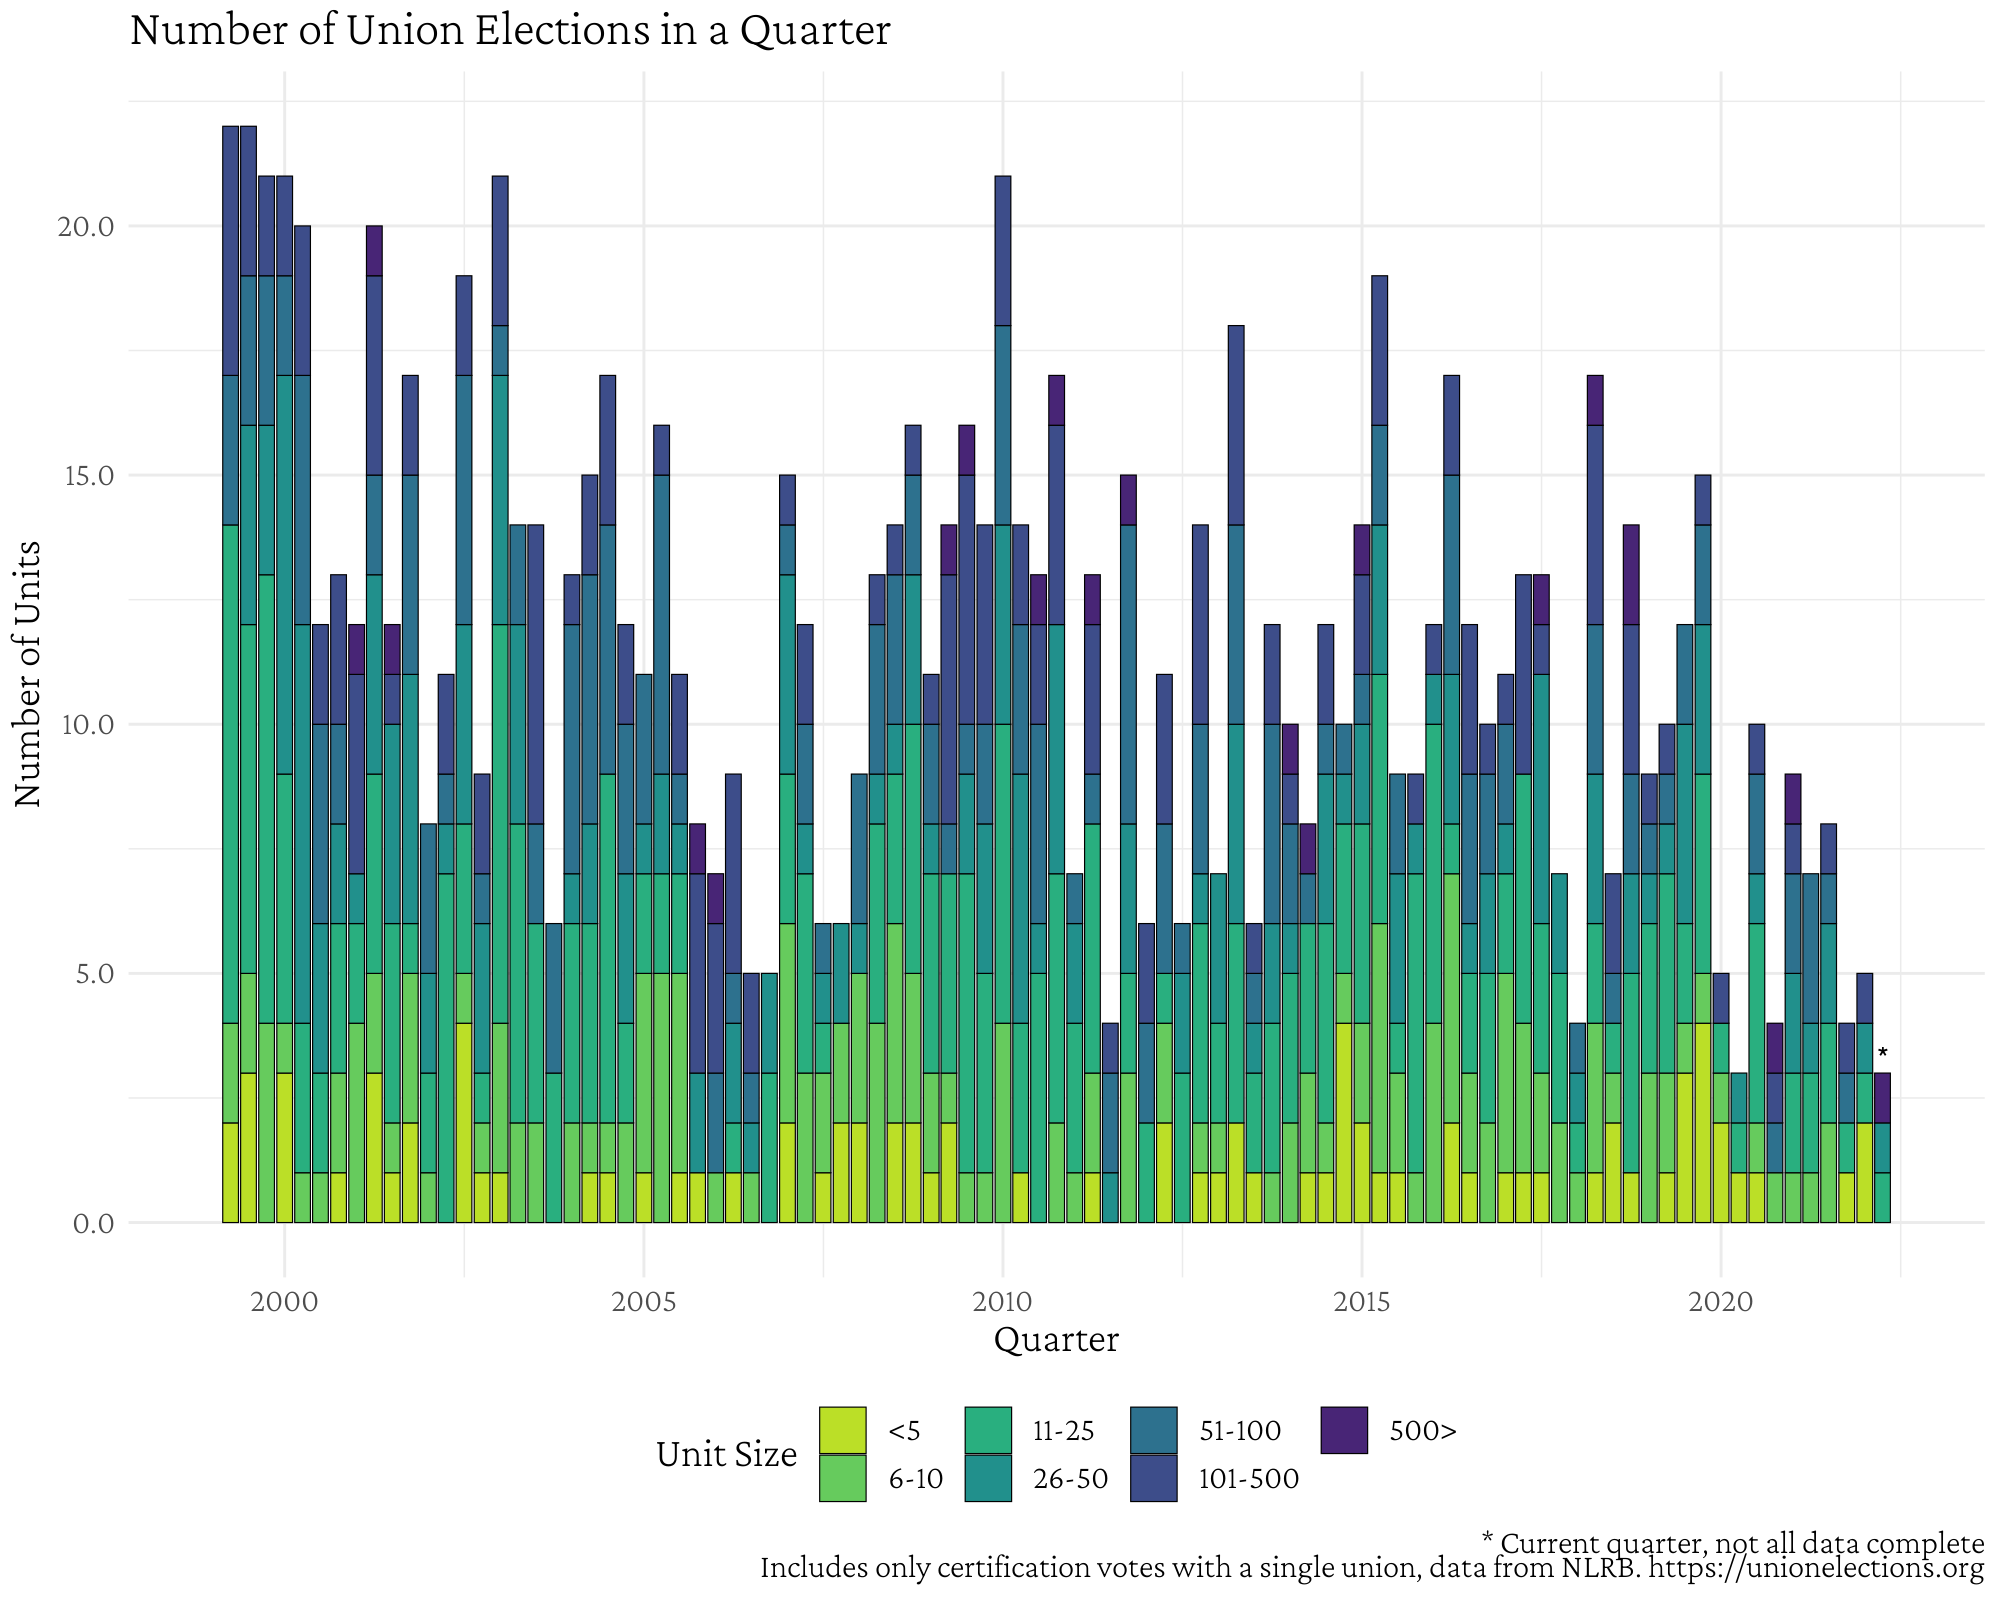 Number of Union Elections in a Quarter
Number of Units
20.0
15.0
10.0
5.0
0.0
2000 2005 2010 2015 2020
*
Quarter
Unit Size
<5 11-25 51-100 500>
6-10 26-50 101-500
* Current quarter, not all data complete
Includes only certification votes with a single union, data from NLRB. https://unionelections.org